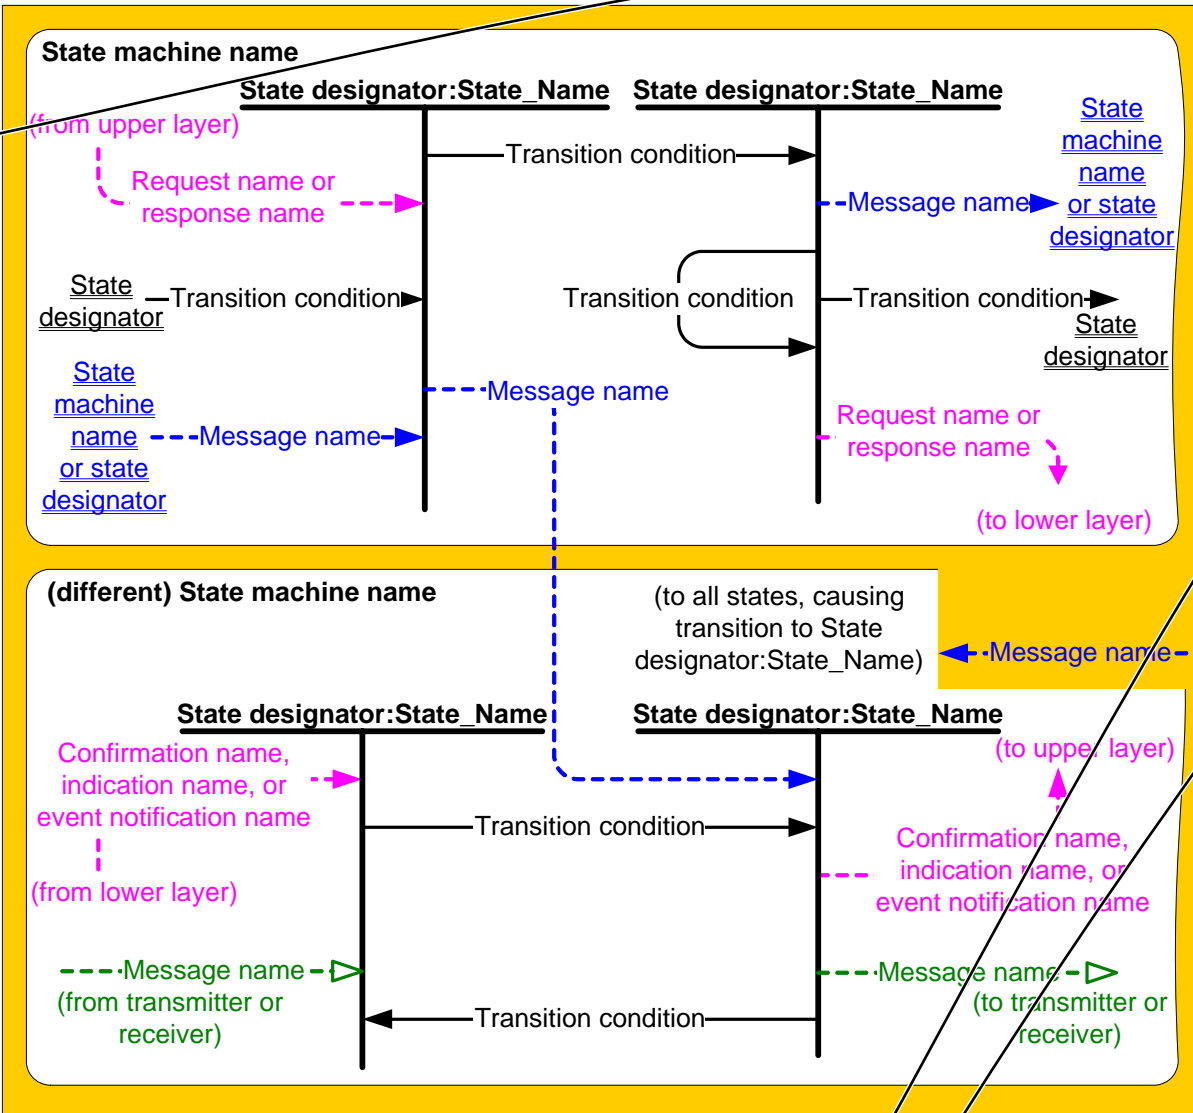 State machine name
State designator:State_Name
State designator:State_Name
(from upper layer)
Transition condition
State
machine
name
or state
designator
Request name or
response name
Message name
State
designator
Transition condition
Transition condition
Transition condition
State
designator
State
machine
name
or state
designator
Message name
Message name
Request name or
response name
(to lower layer)
(different) State machine name
(to all states, causing
transition to State
designator:State_Name)
Message name
State designator:State_Name
State designator:State_Name
Confirmation name,
indication name, or
event notification name
(from lower layer)
(to upper layer)
Transition condition
Confirmation name,
indication name, or
event notification name
Message name
(from transmitter or
receiver)
Message name
(to transmitter or
receiver)
Transition condition